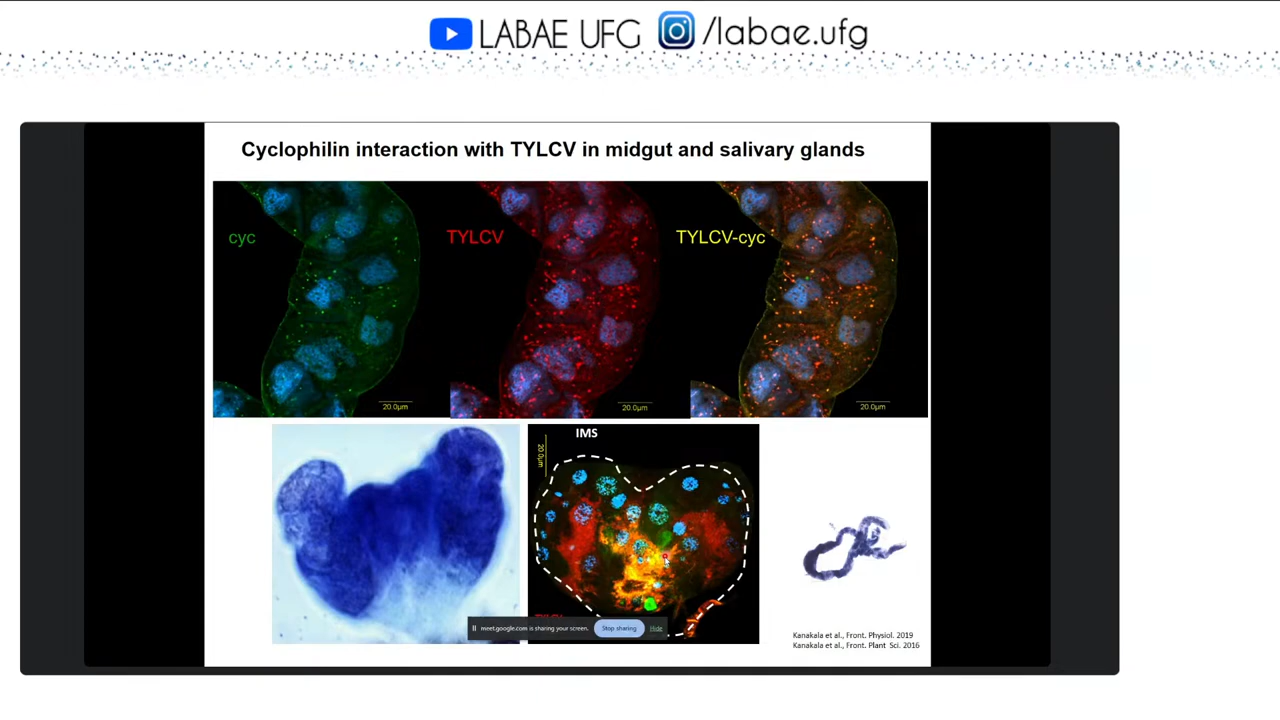 LABAE UFG /labae.ufg
Cyclophilin interaction with TYLCV in midgut and salivary glands
cyc
TYLCV
TYLCV-cyc
20.0µm
20.0µm
20.0µm
IMS
20.0µm
meet.google.com is sharing your screen. Stop sharing Hide
Kanakala et al., Front. Physiol. 2019
Kanakala et al., Front. Plant Sci. 2016